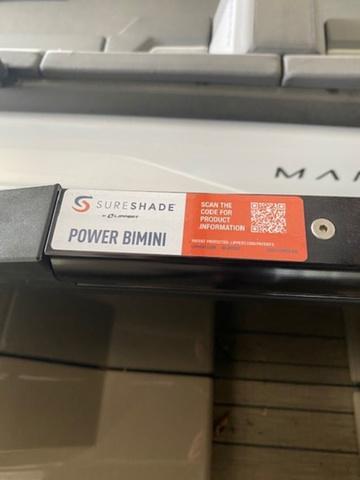 MA
SURESHADE
BY LIPPERT
POWER BIMINI
SCAN THE
CODE FOR
PRODUCT
INFORMATION
PATENT PROTECTED: LIPPERT.COM/PATENTS